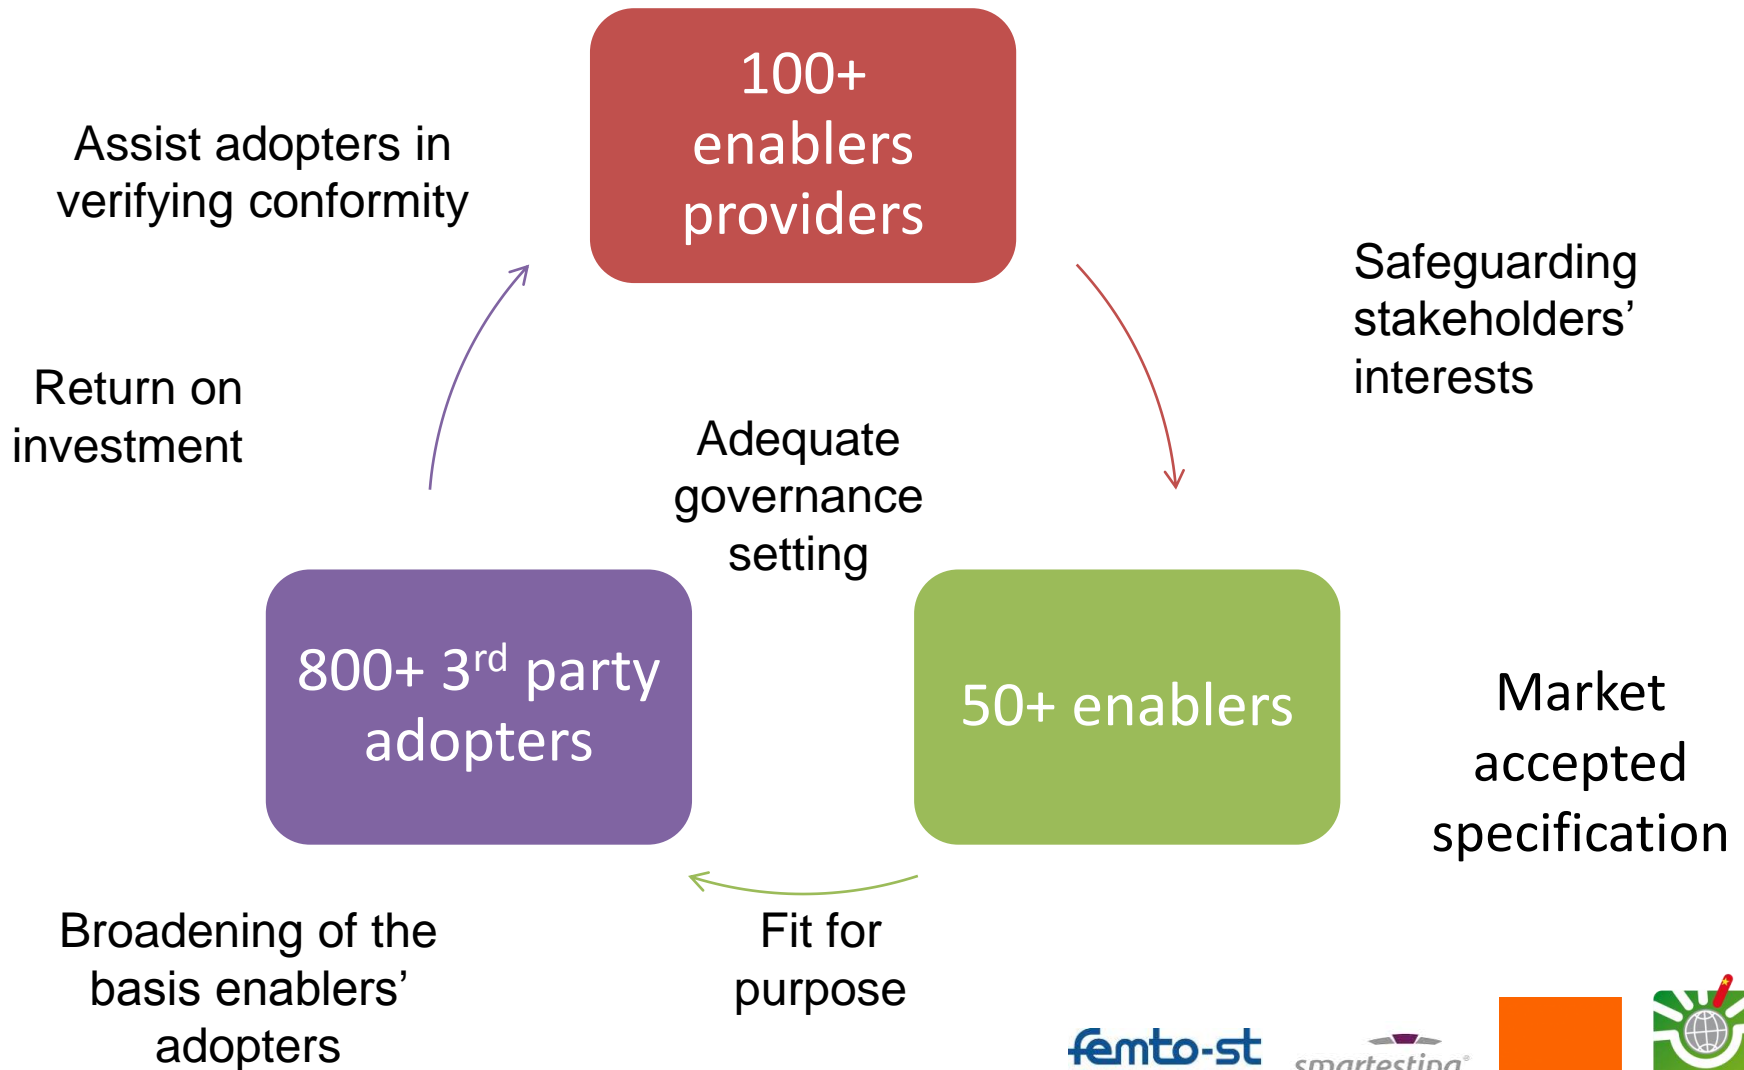 100+
enablers
providers
Assist adopters in
verifying conformity
Safeguarding
stakeholders’
interests
Return on
investment
Adequate
governance
setting
800+ 3rd party
adopters
50+ enablers
Market
accepted
specification
Broadening of the
basis enablers’
adopters
Fit for
purpose
femto-st
smartesting®